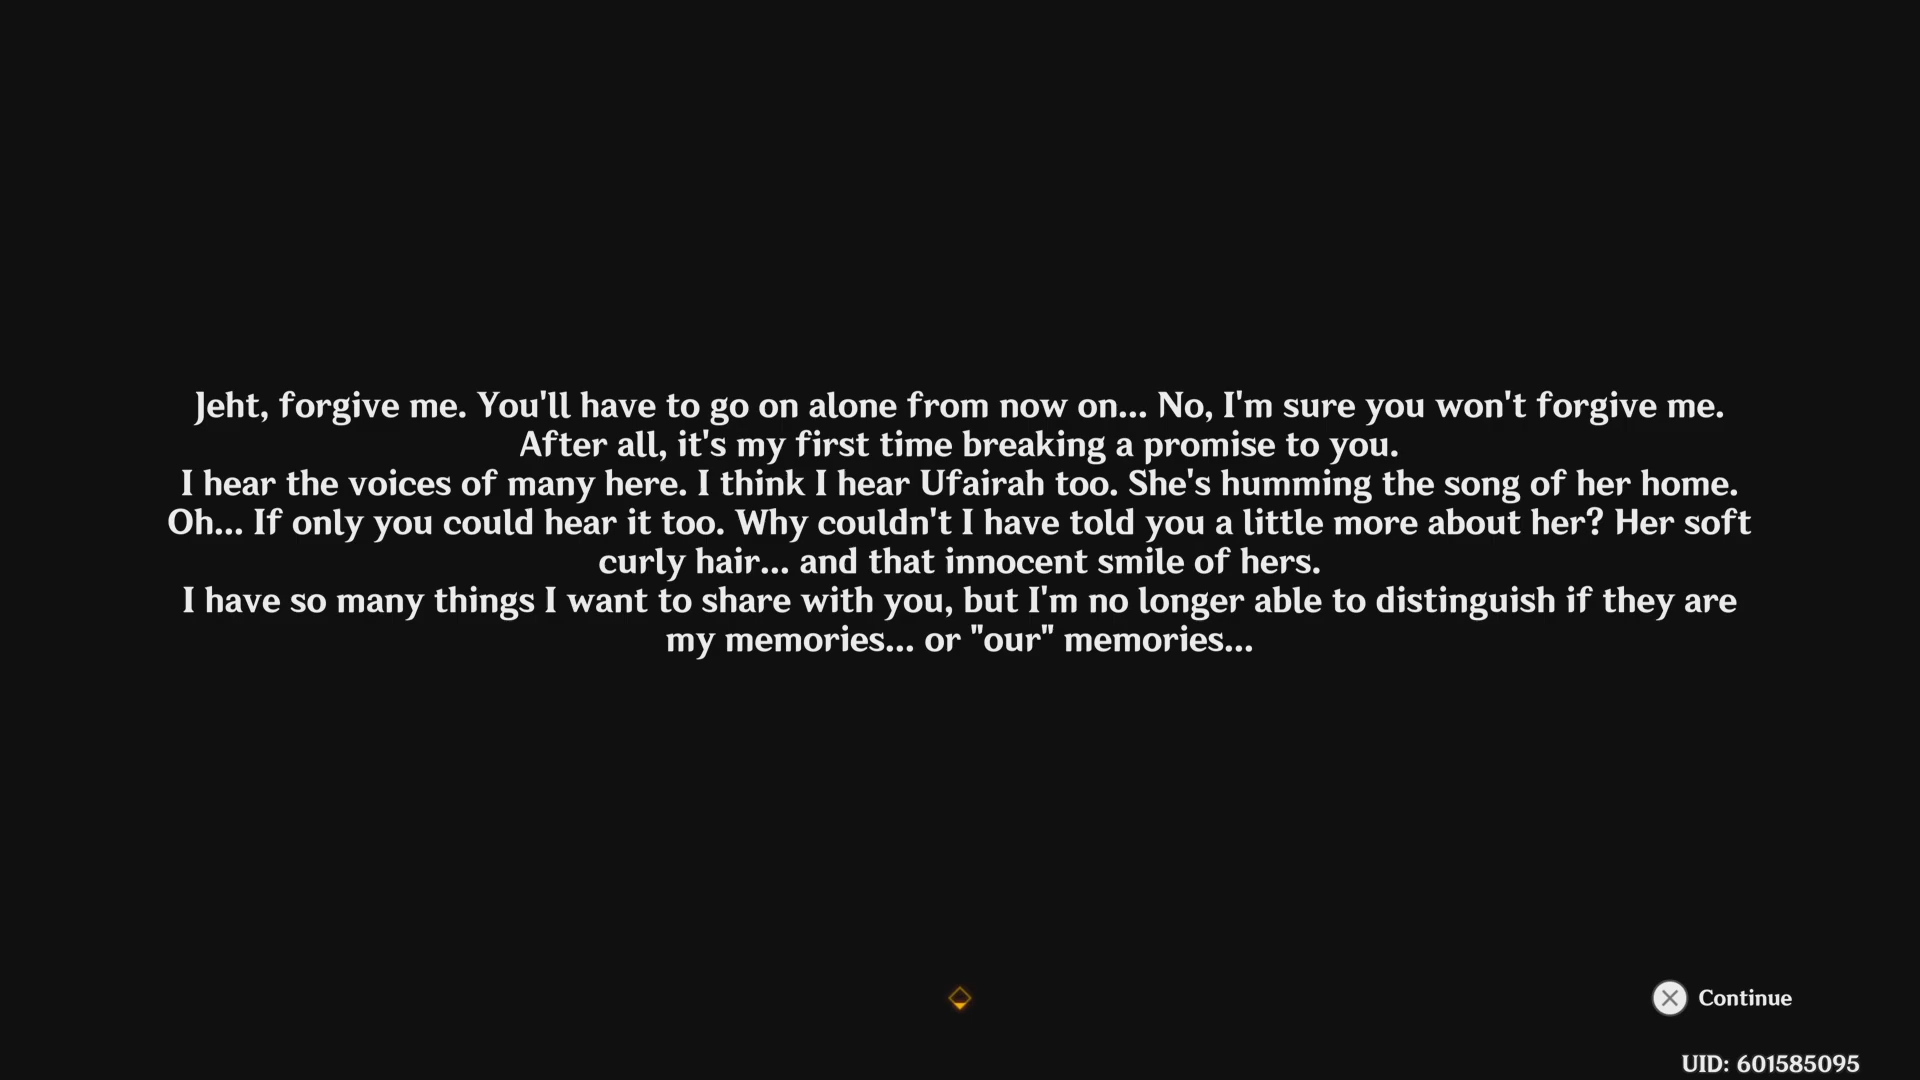 Jeht, forgive me. You'll have to go on alone from now on... No, I'm sure you won't forgive me.
After all, it's my first time breaking a promise to you.
I hear the voices of many here. I think I hear Ufairah too. She's humming the song of her home.
Oh... If only you could hear it too. Why couldn't I have told you a little more about her? Her soft
curly hair... and that innocent smile of hers.
I have so many things I want to share with you, but I'm no longer able to distinguish if they are
my memories... or "our" memories...
Continue
UID: 601585095